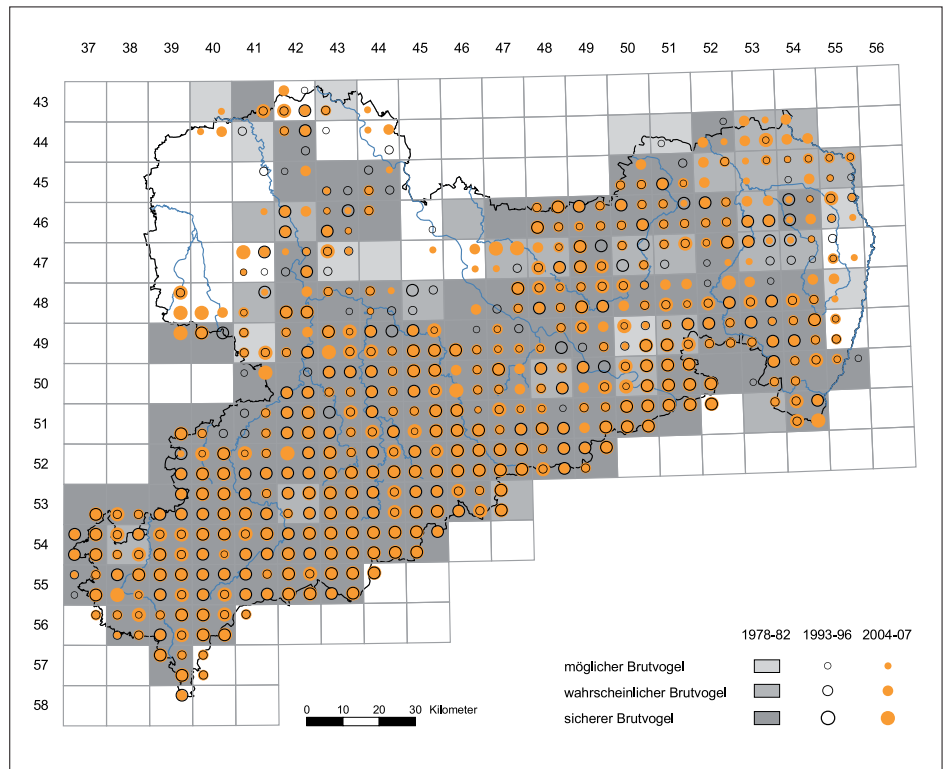 37 38 39 40 41 42 43 44 45 46 47 48 49 50 51 52 53 54 55 56
43
44
45
46
47
48
49
50
51
52
53
54
55
56
57
58
1978-82 1993-96 2004-07
möglicher Brutvogel
wahrscheinlicher Brutvogel
sicherer Brutvogel
0 10 20 30 Kilometer